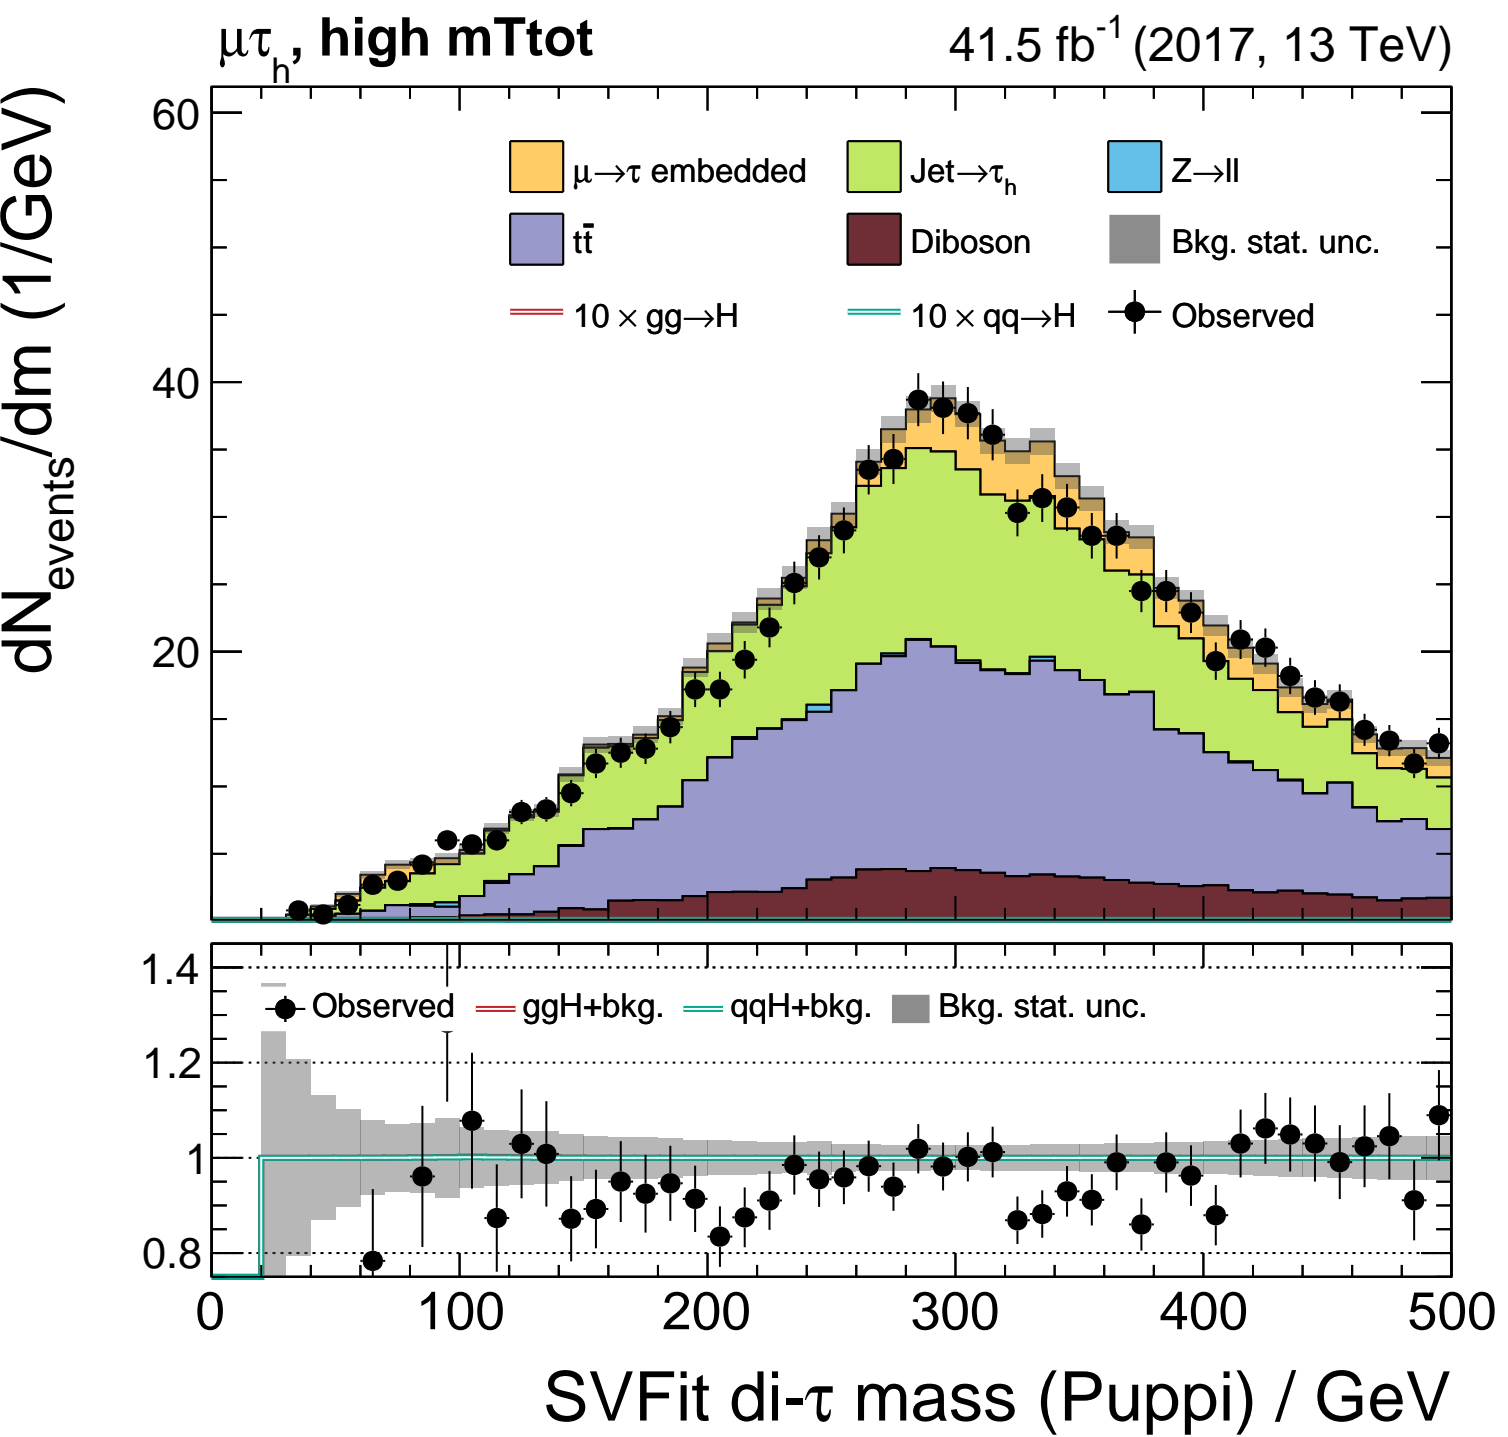 μτh, high mTtot
41.5 fb-1 (2017, 13 TeV)
dNevents/dm (1/GeV)
60
40
20
μ→τ embedded
Jet→τh
Z→ll
tt̄
Diboson
Bkg. stat. unc.
10 × gg→H
10 × qq→H
Observed
1.4
1.2
1
0.8
Observed
ggH+bkg.
qqH+bkg.
Bkg. stat. unc.
0 100 200 300 400 500
SVFit di-τ mass (Puppi) / GeV